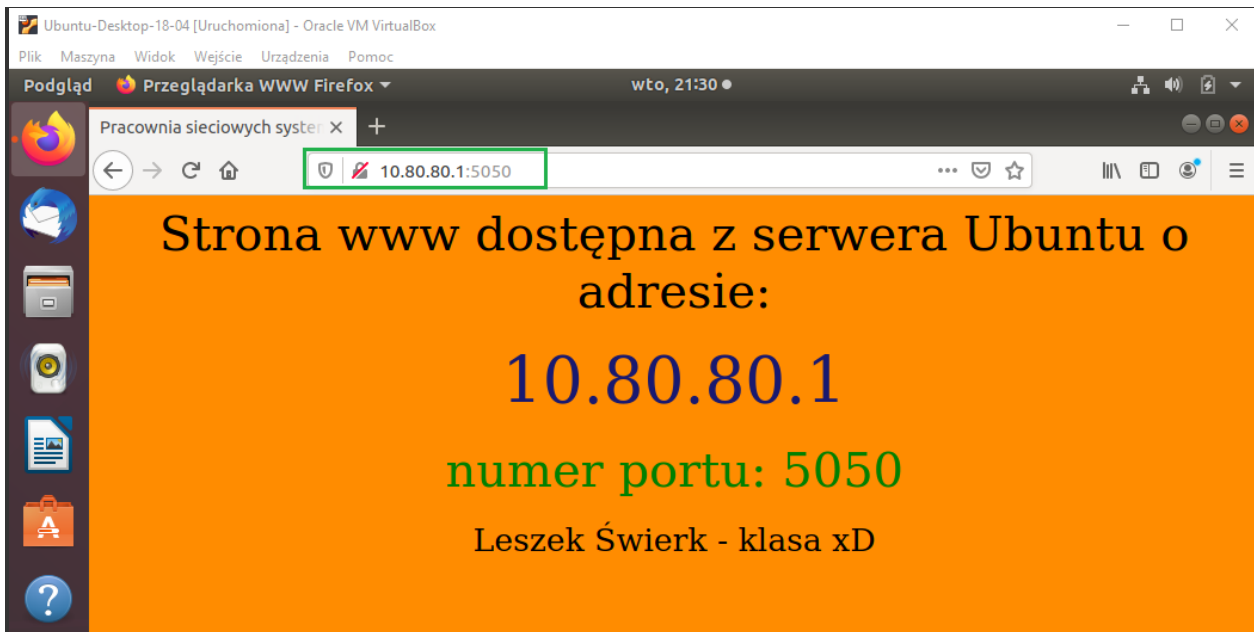 Ubuntu-Desktop-18-04 [Uruchomiona] - Oracle VM VirtualBox
Plik Maszyna Widok Wejście Urządzenia Pomoc
Podgląd Przeglądarka WWW Firefox wto, 21:30
Pracownia sieciowych syste
10.80.80.1:5050
Strona www dostępna z serwera Ubuntu o
adresie:
10.80.80.1
numer portu: 5050
Leszek Świerk - klasa xD